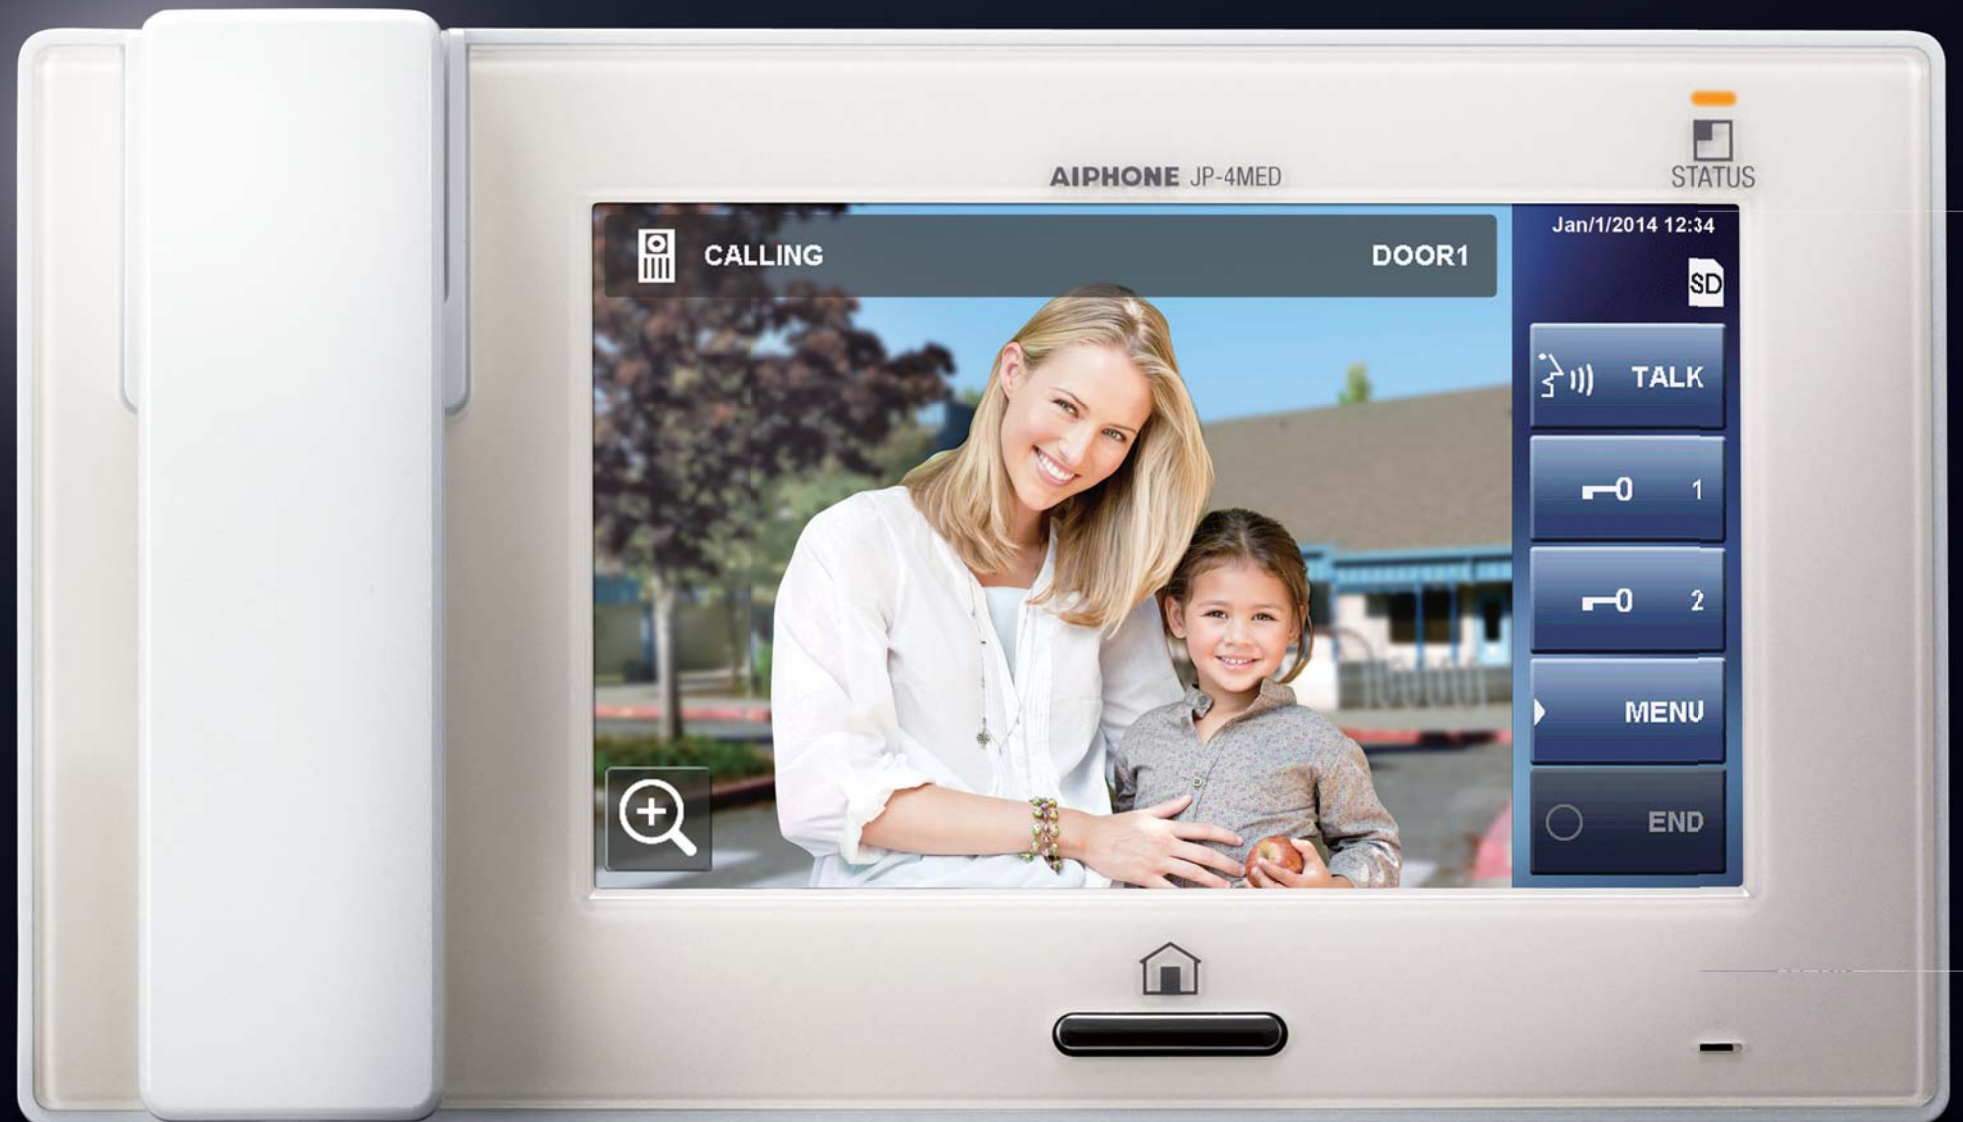 AIPHONE JP-4MED
STATUS
CALLING DOOR1
Jan/1/2014 12:34
SD
TALK
1
2
MENU
END